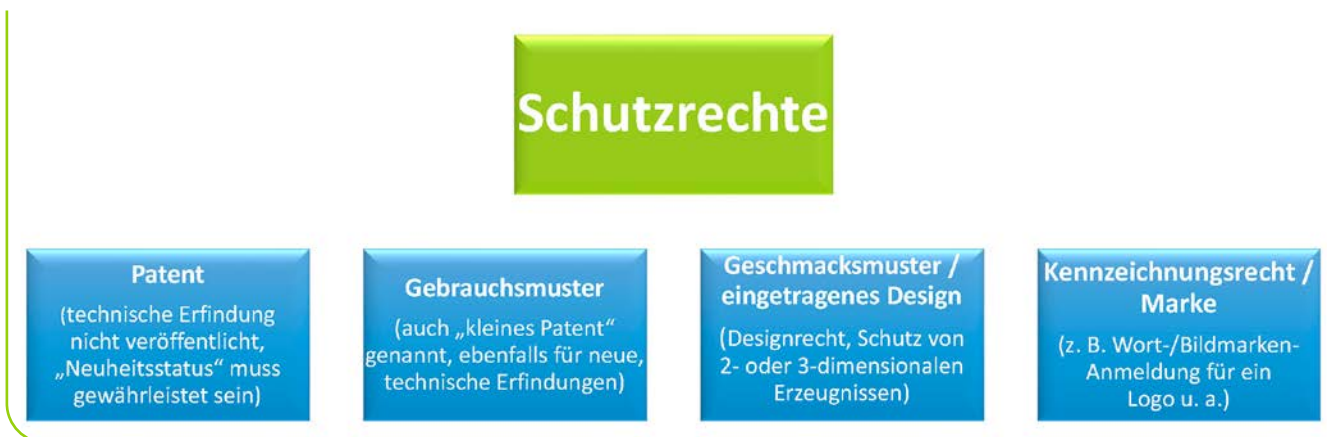 Schutzrechte
Patent
(technische Erfindung
nicht veröffentlicht,
„Neuheitsstatus“ muss
gewährleistet sein)
Gebrauchsmuster
(auch „kleines Patent“
genannt, ebenfalls für neue,
technische Erfindungen)
Geschmacksmuster /
eingetragenes Design
(Designrecht, Schutz von
2- oder 3-dimensionalen
Erzeugnissen)
Kennzeichnungsrecht /
Marke
(z. B. Wort-/Bildmarken-
Anmeldung für ein
Logo u. a.)